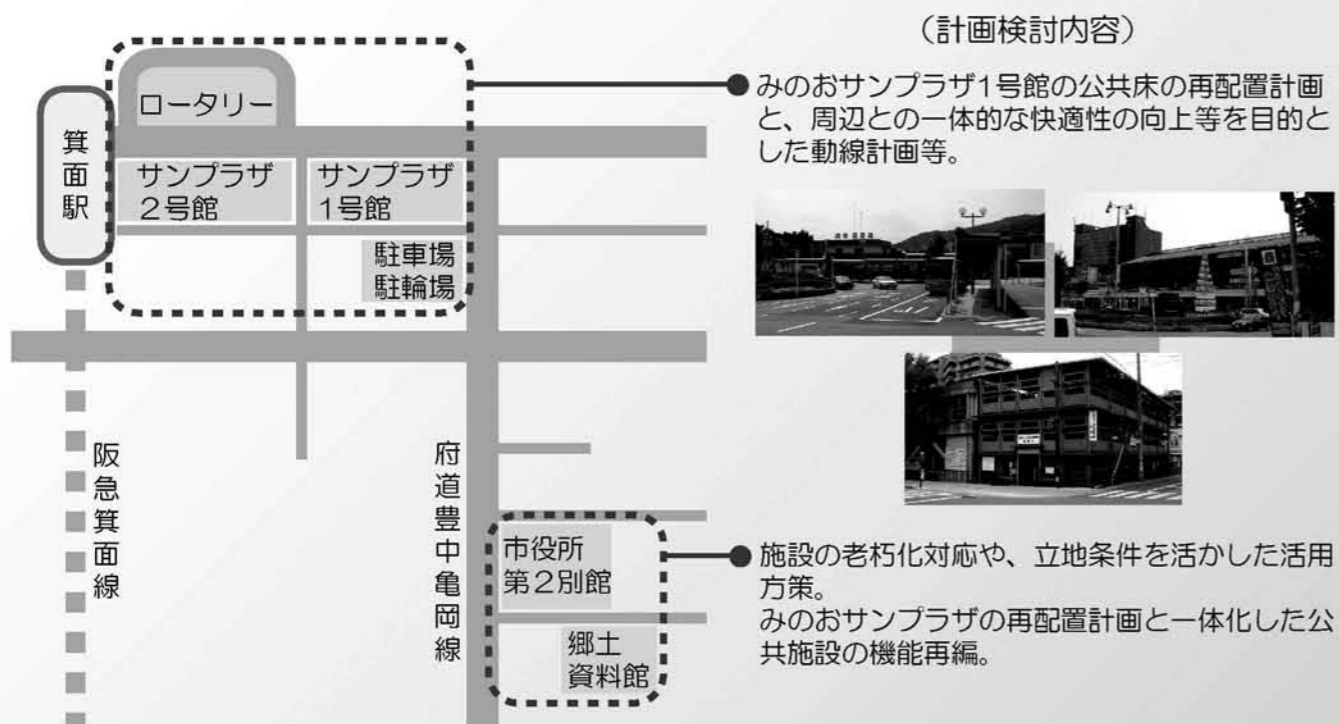 (計画検討内容)
ロータリー
箕面駅
サンプラザ
2号館
サンプラザ
1号館
駐車場
駐輪場
みのおサンプラザ1号館の公共床の再配置計画
と、周辺との一体的な快適性の向上等を目的と
した動線計画等。
阪急箕面線
府道豊中亀岡線
市役所
第2別館
郷土
資料館
施設の老朽化対応や、立地条件を活かした活用
方策。
みのおサンプラザの再配置計画と一体化した公
共施設の機能再編。